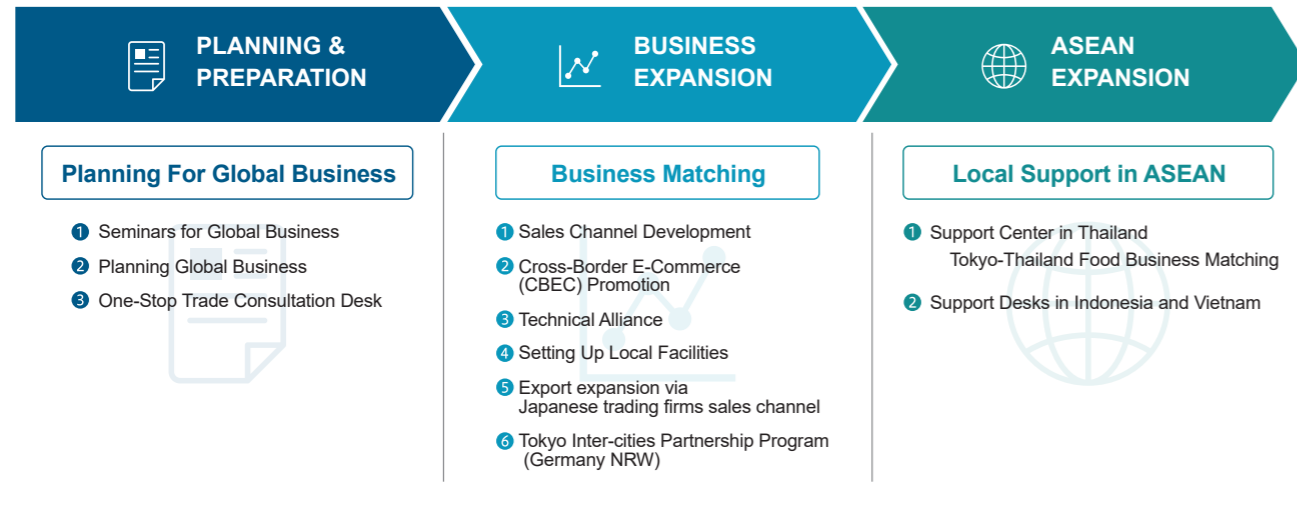 PLANNING &
PREPARATION
BUSINESS
EXPANSION
ASEAN
EXPANSION
Planning For Global Business
1 Seminars for Global Business
2 Planning Global Business
3 One-Stop Trade Consultation Desk
Business Matching
1 Sales Channel Development
2 Cross-Border E-Commerce
(CBEC) Promotion
3 Technical Alliance
4 Setting Up Local Facilities
5 Export expansion via
Japanese trading firms sales channel
6 Tokyo Inter-cities Partnership Program
(Germany NRW)
Local Support in ASEAN
1 Support Center in Thailand
Tokyo-Thailand Food Business Matching
2 Support Desks in Indonesia and Vietnam